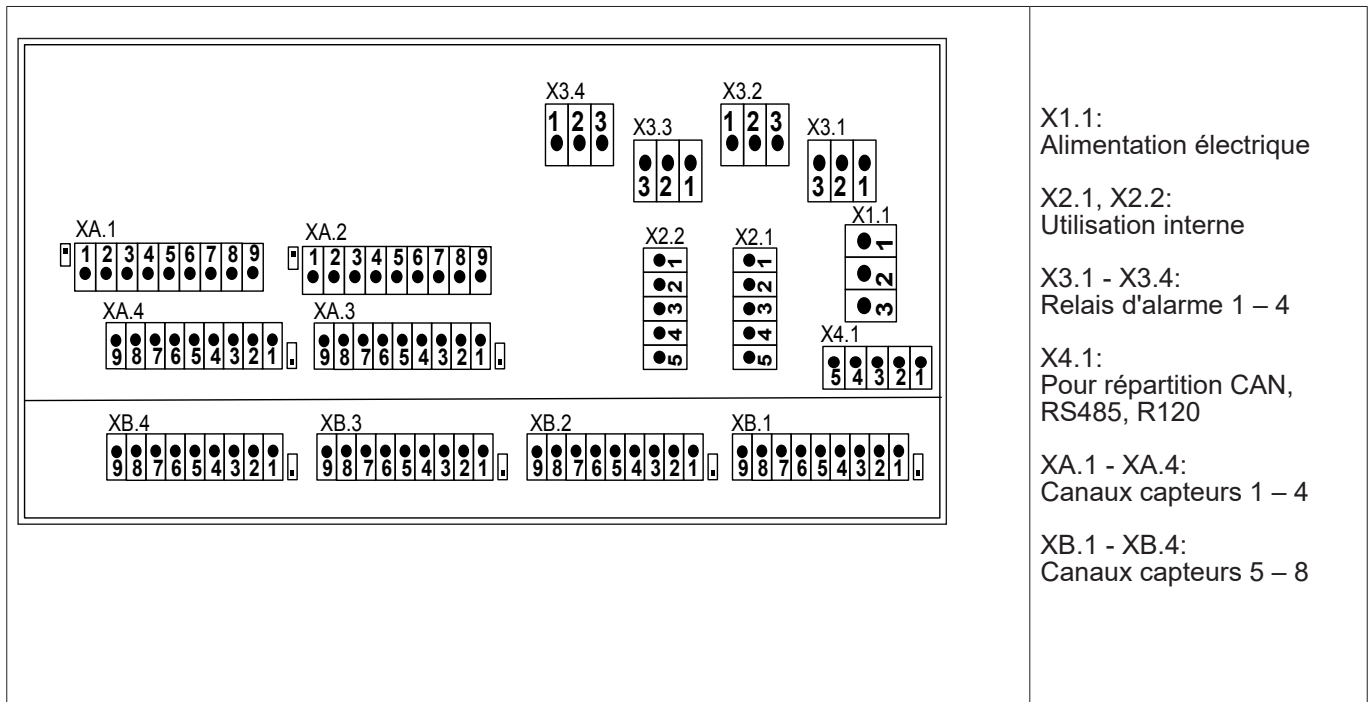 X3.4
1 2 3
X3.3
3 2 1
X3.2
1 2 3
X3.1
3 2 1
XA.1
1 2 3 4 5 6 7 8 9
XA.2
1 2 3 4 5 6 7 8 9
X2.2
1
2
3
4
5
X2.1
1
2
3
4
5
X1.1
1
2
3
XA.4
9 8 7 6 5 4 3 2 1
XA.3
9 8 7 6 5 4 3 2 1
X4.1
5 4 3 2 1
XB.4
9 8 7 6 5 4 3 2 1
XB.3
9 8 7 6 5 4 3 2 1
XB.2
9 8 7 6 5 4 3 2 1
XB.1
9 8 7 6 5 4 3 2 1
X1.1:
Alimentation électrique
X2.1, X2.2:
Utilisation interne
X3.1 - X3.4:
Relais d'alarme 1 – 4
X4.1:
Pour répartition CAN,
RS485, R120
XA.1 - XA.4:
Canaux capteurs 1 – 4
XB.1 - XB.4:
Canaux capteurs 5 – 8